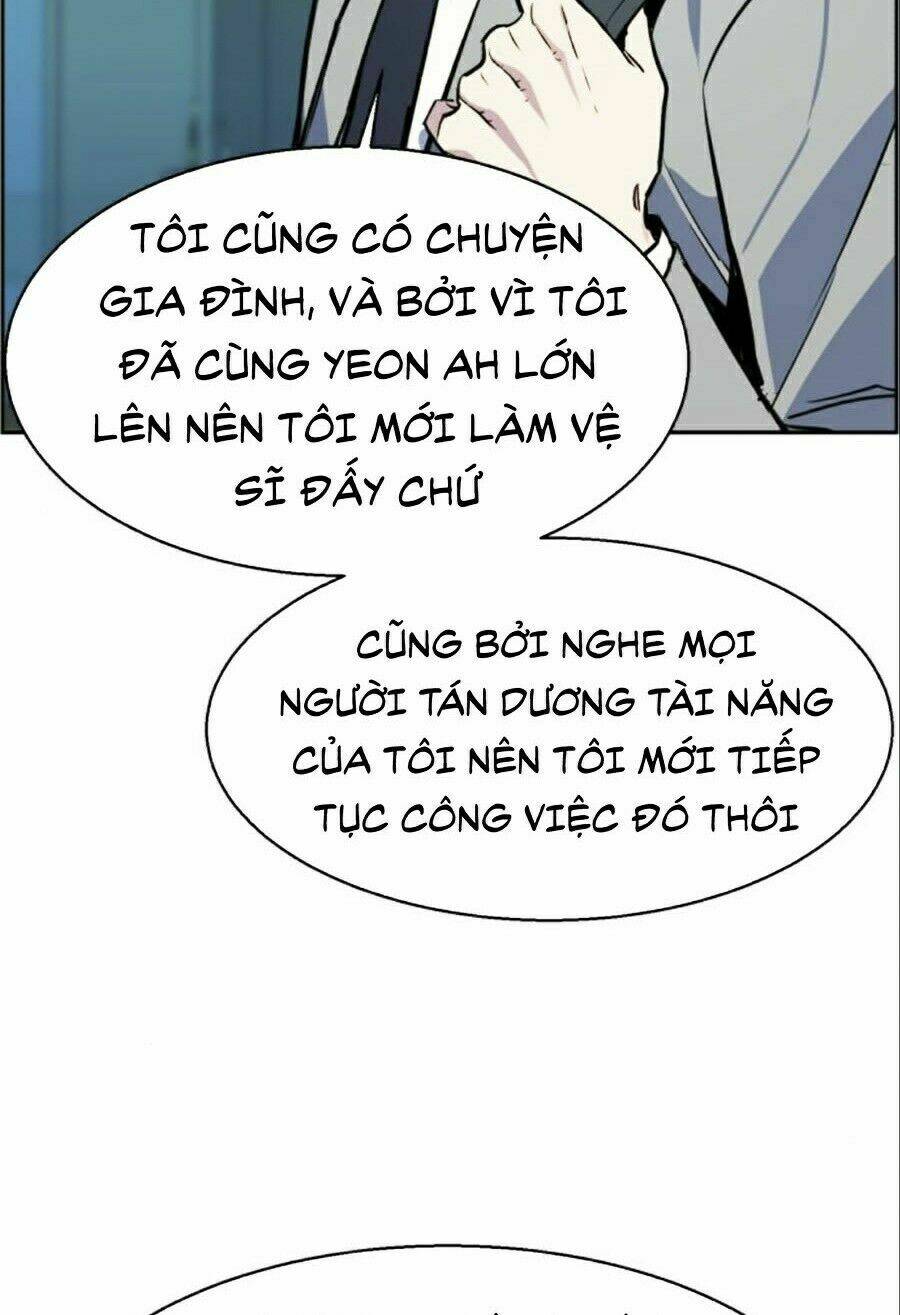 TÔI CŨNG CÓ CHUYỆN
GIA ĐÌNH, VÀ BỞI VÌ TÔI
ĐÃ CÙNG YEON AH LỚN
LÊN NÊN TÔI MỚI LÀM VỆ
SĨ ĐẤY CHỨ
CŨNG BỞI NGHE MỌI
NGƯỜI TÁN DƯƠNG TÀI NĂNG
CỦA TÔI NÊN TÔI MỚI TIẾP
TỤC CÔNG VIỆC ĐÓ THÔI